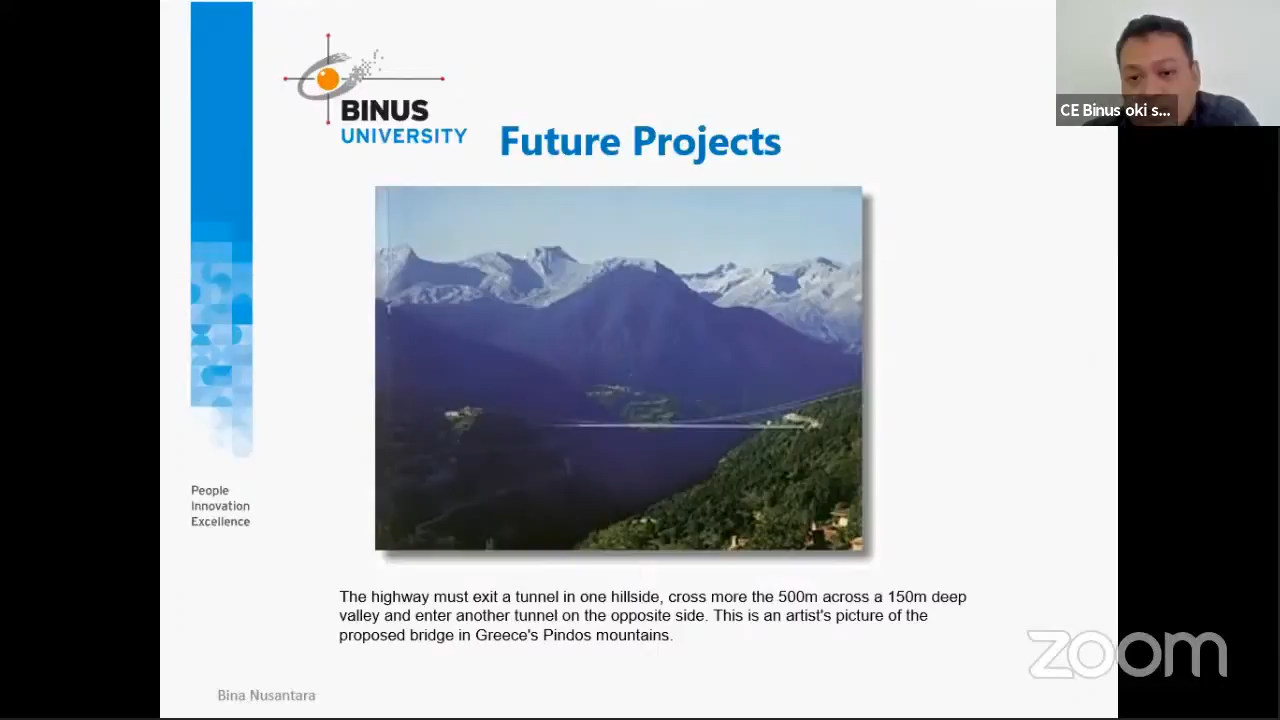 CE Binus oki s...
BINUS
UNIVERSITY
Future Projects
People
Innovation
Excellence
The highway must exit a tunnel in one hillside, cross more the 500m across a 150m deep
valley and enter another tunnel on the opposite side. This is an artist's picture of the
proposed bridge in Greece's Pindos mountains.
zoom
Bina Nusantara